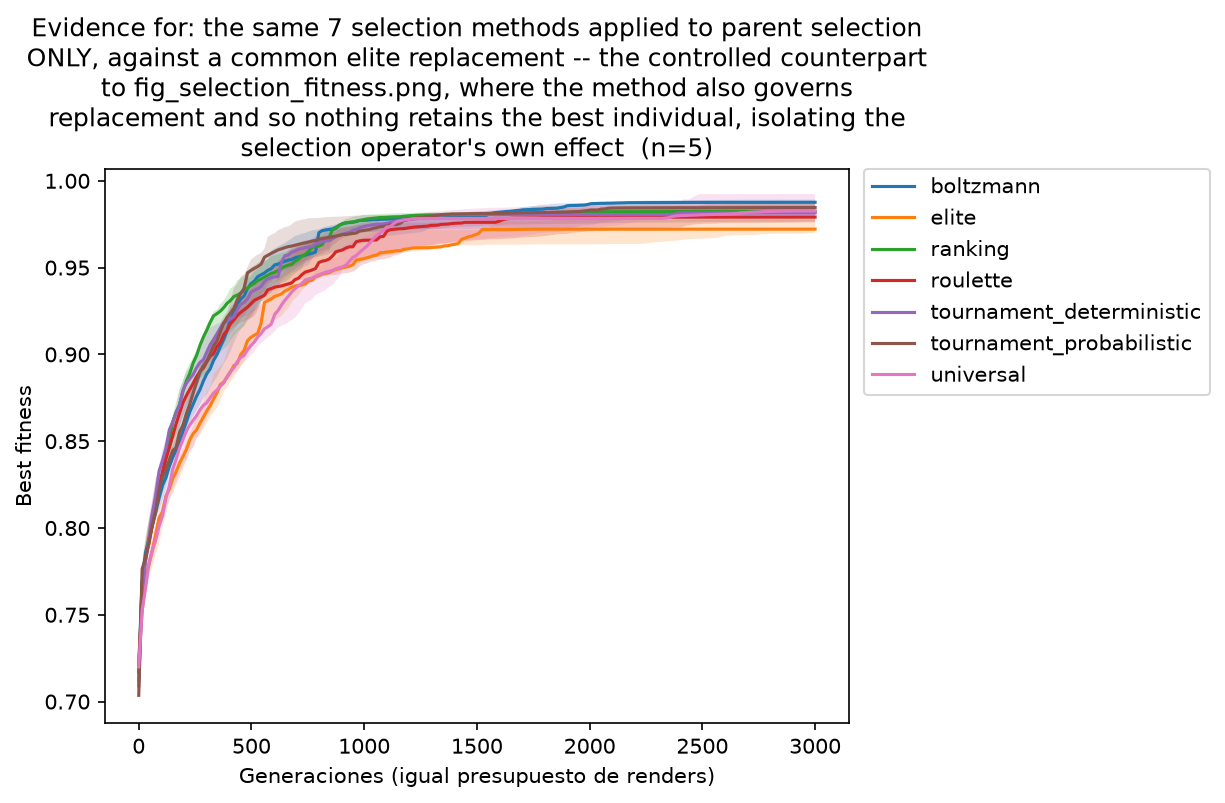 Evidence for: the same 7 selection methods applied to parent selection
ONLY, against a common elite replacement -- the controlled counterpart
to fig_selection_fitness.png, where the method also governs
replacement and so nothing retains the best individual, isolating the
selection operator's own effect  (n=5)
1.00
0.95
0.90
0.85
0.80
0.75
0.70
Best fitness
0
500
1000
1500
2000
2500
3000
Generaciones (igual presupuesto de renders)
boltzmann
elite
ranking
roulette
tournament_deterministic
tournament_probabilistic
universal